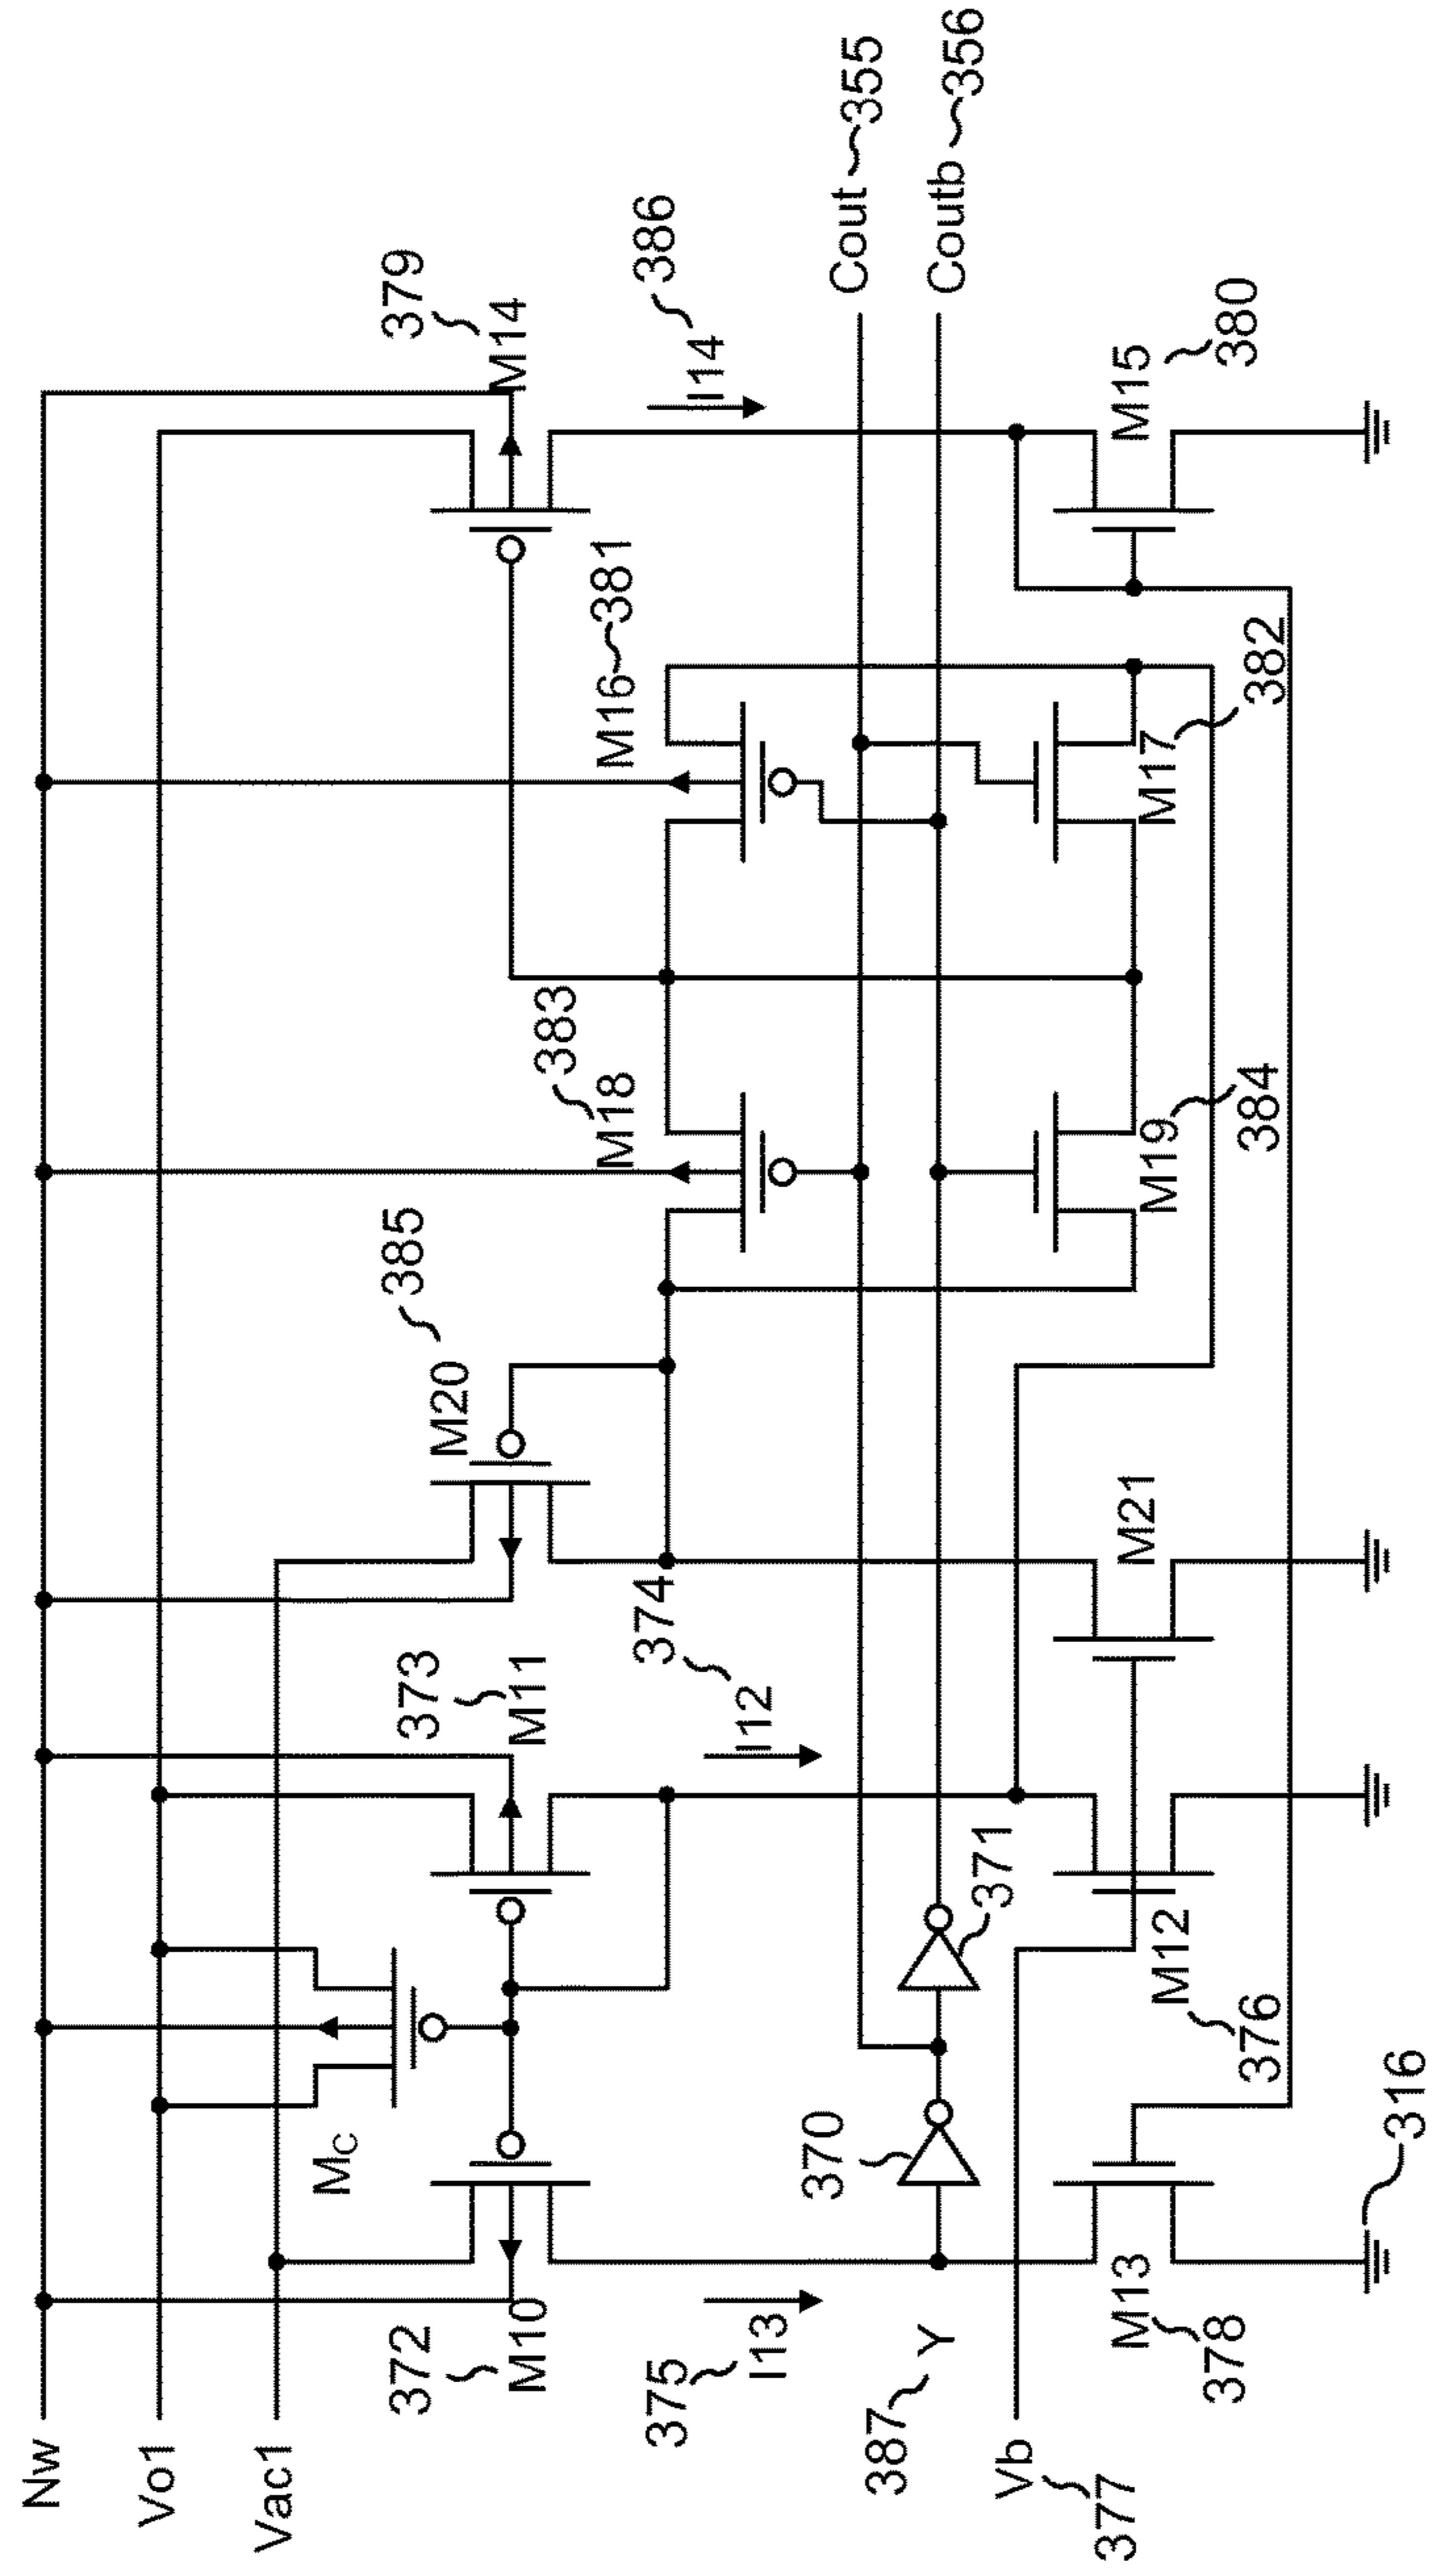 Nw
Vo1
Vac1
372
M10
Mc
373
M11
M20
385
379
M14
375
I13
I12
374
M18
383
M16
381
I14
386
387
Y
370
371
Cout
355
Coutb
356
Vb
377
M13
378
M12
376
M21
M19
384
M17
382
M15
380
316